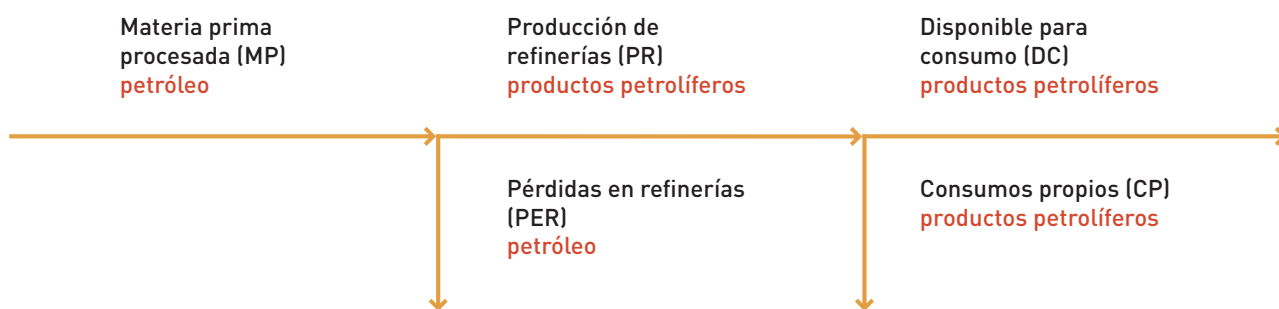 Materia prima
procesada (MP)
petróleo
Producción de
refinerías (PR)
productos petrolíferos
Disponible para
consumo (DC)
productos petrolíferos
Pérdidas en refinerías
(PER)
petróleo
Consumos propios (CP)
productos petrolíferos